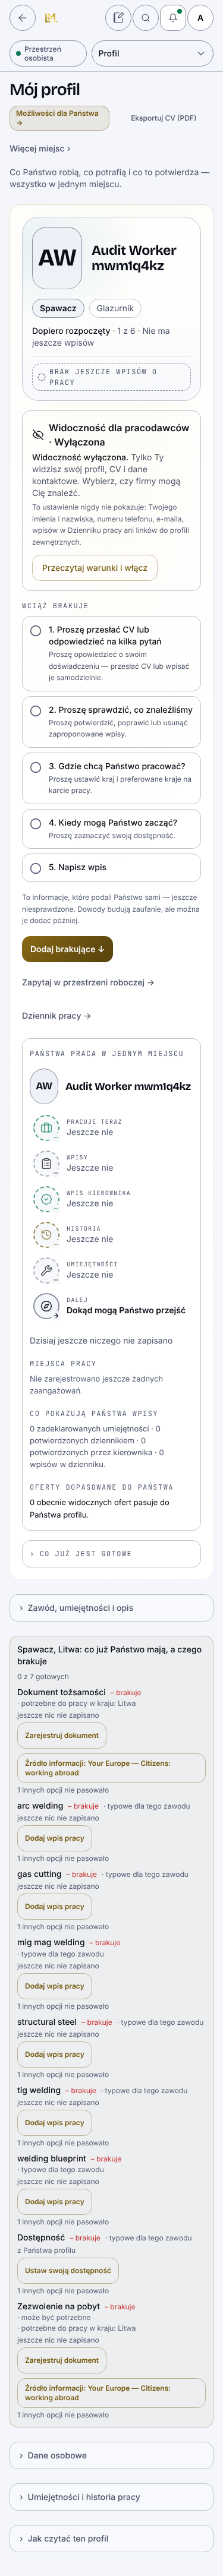 LM.
A
Przestrzeń
osobista
Profil
Mój profil
Możliwości dla Państwa
→
Eksportuj CV (PDF)
Więcej miejsc ›
Co Państwo robią, co potrafią i co to potwierdza —
wszystko w jednym miejscu.
AW
Audit Worker
mwm1q4kz
Spawacz
Glazurnik
Dopiero rozpoczęty · 1 z 6 · Nie ma
jeszcze wpisów
BRAK JESZCZE WPISÓW O
PRACY
Widoczność dla pracodawców
· Wyłączona
Widoczność wyłączona. Tylko Ty
widzisz swój profil, CV i dane
kontaktowe. Wybierz, czy firmy mogą
Cię znaleźć.
To ustawienie nigdy nie pokazuje: Twojego
imienia i nazwiska, numeru telefonu, e-maila,
wpisów w Dzienniku pracy ani linków do profili
zewnętrznych.
Przeczytaj warunki i włącz
WCIĄŻ BRAKUJE
1. Proszę przesłać CV lub
odpowiedzieć na kilka pytań
Proszę opowiedzieć o swoim
doświadczeniu — przesłać CV lub wpisać
je samodzielnie.
2. Proszę sprawdzić, co znaleźliśmy
Proszę potwierdzić, poprawić lub usunąć
zaproponowane wpisy.
3. Gdzie chcą Państwo pracować?
Proszę ustawić kraj i preferowane kraje na
karcie pracy.
4. Kiedy mogą Państwo zacząć?
Proszę zaznaczyć swoją dostępność.
5. Napisz wpis
To informacje, które podali Państwo sami — jeszcze
niesprawdzone. Dowody budują zaufanie, a można
je dodać później.
Dodaj brakujące ↓
Zapytaj w przestrzeni roboczej →
Dziennik pracy →
PAŃSTWA PRACA W JEDNYM MIEJSCU
AW
Audit Worker mwm1q4kz
PRACUJE TERAZ
Jeszcze nie
WPISY
Jeszcze nie
WPIS KIEROWNIKA
Jeszcze nie
HISTORIA
Jeszcze nie
UMIEJĘTNOŚCI
Jeszcze nie
DALEJ
Dokąd mogą Państwo przejść
Dzisiaj jeszcze niczego nie zapisano
MIEJSCA PRACY
Nie zarejestrowano jeszcze żadnych
zaangażowań.
CO POKAZUJĄ PAŃSTWA WPISY
0 zadeklarowanych umiejętności · 0
potwierdzonych dzienników · 0
potwierdzonych przez kierownika · 0
wpisów w dzienniku.
OFERTY DOPASOWANE DO PAŃSTWA
0 obecnie widocznych ofert pasuje do
Państwa profilu.
› CO JUŻ JEST GOTOWE
› Zawód, umiejętności i opis
Spawacz, Litwa: co już Państwo mają, a czego
brakuje
0 z 7 gotowych
Dokument tożsamości – brakuje
· potrzebne do pracy w kraju: Litwa
jeszcze nic nie zapisano
Zarejestruj dokument
Źródło informacji: Your Europe — Citizens:
working abroad
1 innych opcji nie pasowało
arc welding – brakuje · typowe dla tego zawodu
jeszcze nic nie zapisano
Dodaj wpis pracy
1 innych opcji nie pasowało
gas cutting – brakuje · typowe dla tego zawodu
jeszcze nic nie zapisano
Dodaj wpis pracy
1 innych opcji nie pasowało
mig mag welding – brakuje
· typowe dla tego zawodu
jeszcze nic nie zapisano
Dodaj wpis pracy
1 innych opcji nie pasowało
structural steel – brakuje · typowe dla tego zawodu
jeszcze nic nie zapisano
Dodaj wpis pracy
1 innych opcji nie pasowało
tig welding – brakuje · typowe dla tego zawodu
jeszcze nic nie zapisano
Dodaj wpis pracy
1 innych opcji nie pasowało
welding blueprint – brakuje
· typowe dla tego zawodu
jeszcze nic nie zapisano
Dodaj wpis pracy
1 innych opcji nie pasowało
Dostępność – brakuje · typowe dla tego zawodu
z Państwa profilu
Ustaw swoją dostępność
1 innych opcji nie pasowało
Zezwolenie na pobyt – brakuje
· może być potrzebne
· potrzebne do pracy w kraju: Litwa
jeszcze nic nie zapisano
Zarejestruj dokument
Źródło informacji: Your Europe — Citizens:
working abroad
1 innych opcji nie pasowało
› Dane osobowe
› Umiejętności i historia pracy
› Jak czytać ten profil